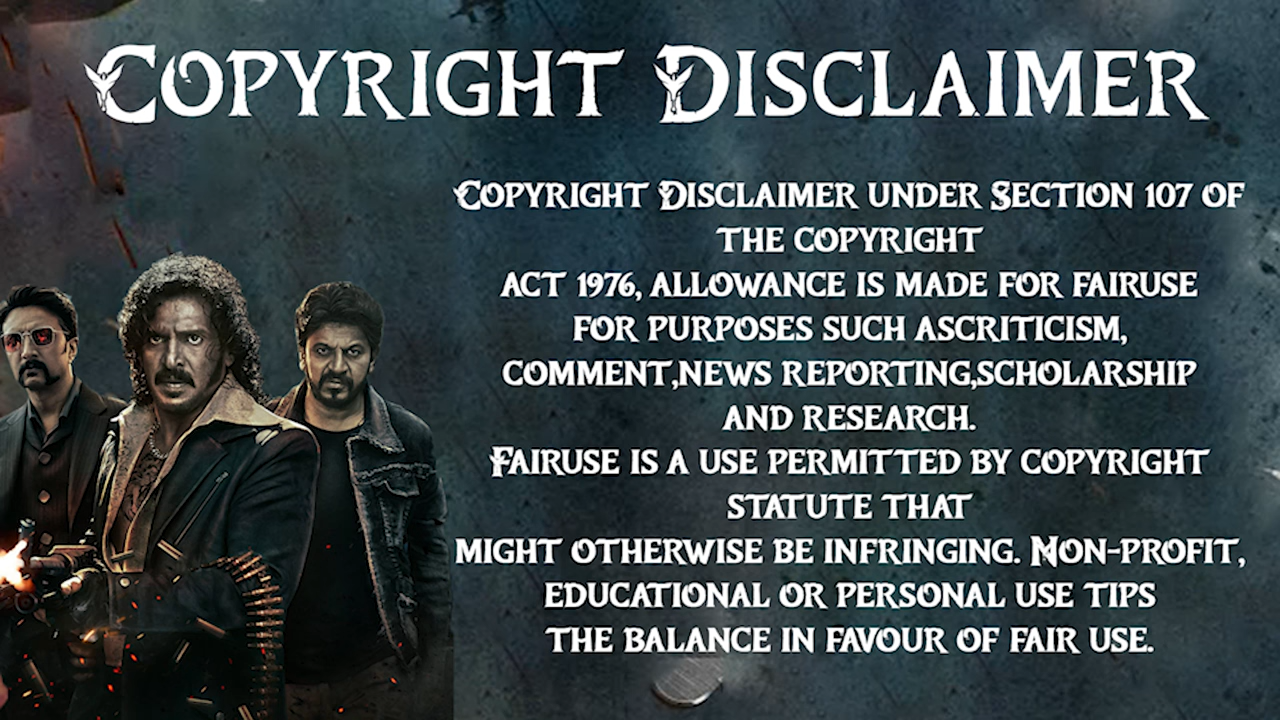 Copyright Disclaimer
Copyright Disclaimer under Section 107 of
the copyright
act 1976, allowance is made for fairuse
for purposes such ascriticism,
comment,news reporting,scholarship
and research.
Fairuse is a use permitted by copyright
statute that
might otherwise be infringing. Non-profit,
educational or personal use tips
the balance in favour of fair use.